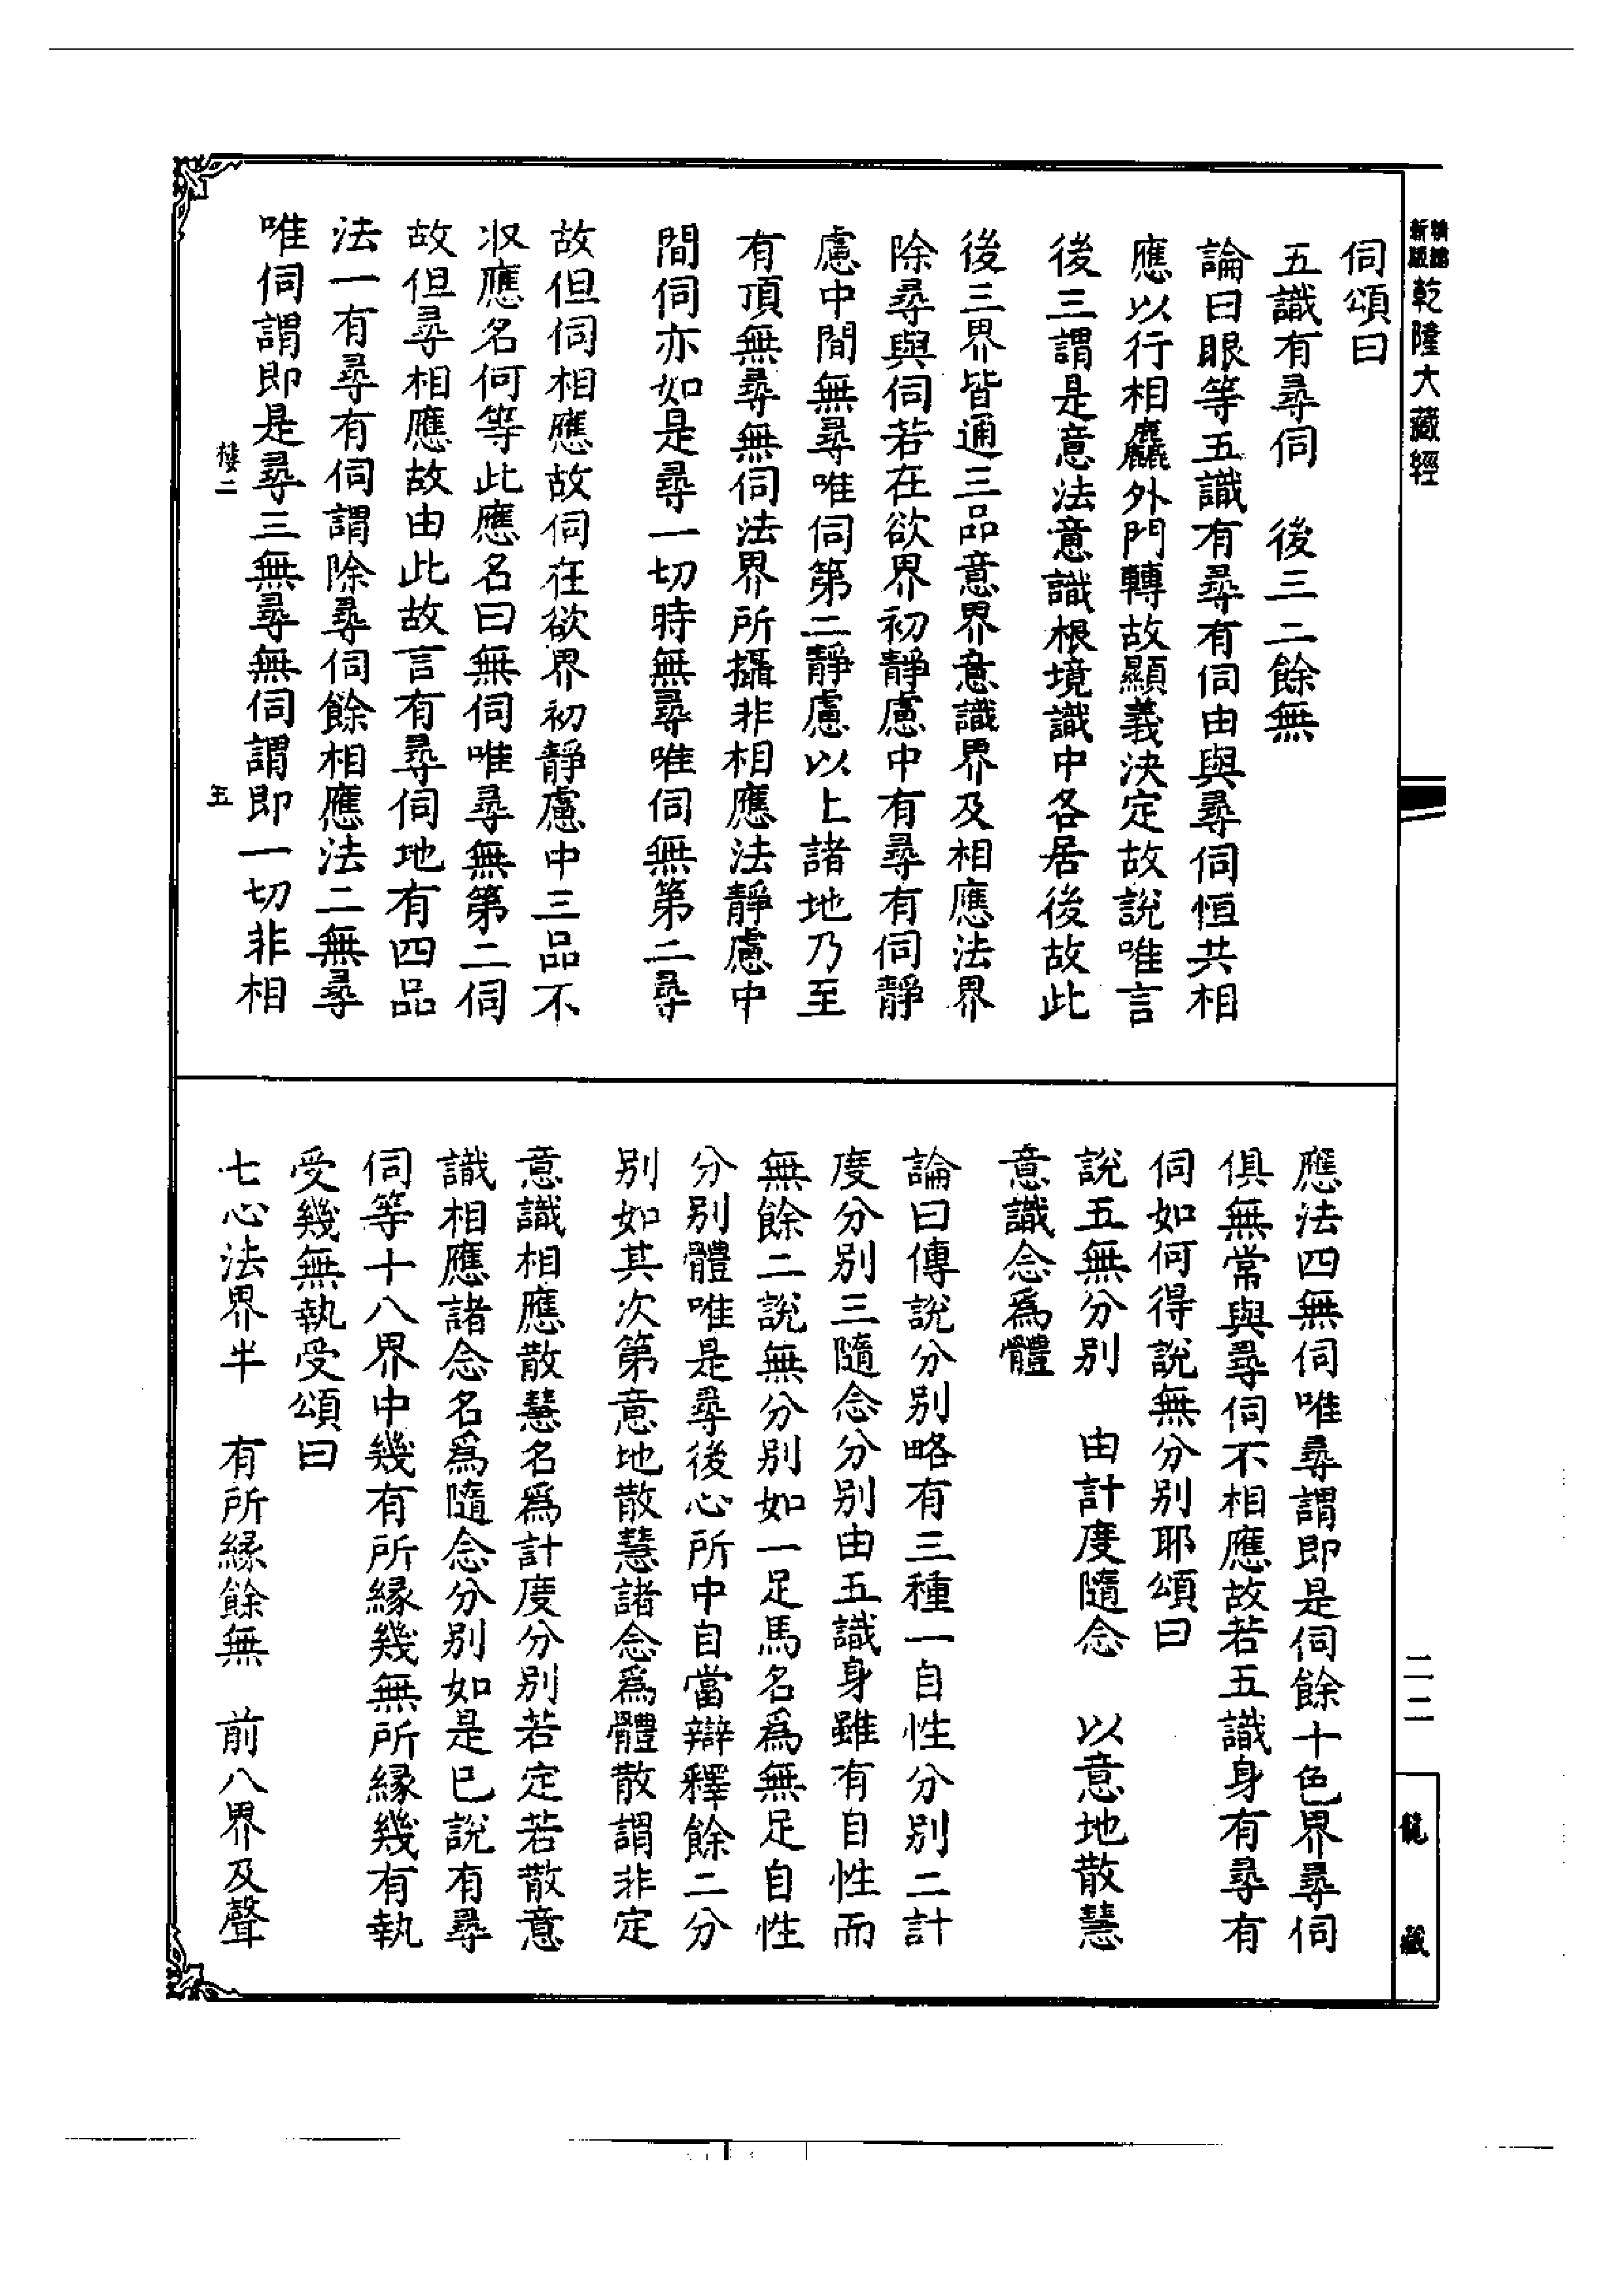 乾隆大藏經
伺頌曰
五識有尋伺　後三二餘無
論曰眼等五識有尋有伺由與尋伺恒共相
應以行相麤外門轉故顯義決定故說唯言
後三謂是意法意識根境識中各居後故此
後三界皆通三品意界意識界及相應法界
除尋與伺若在欲界初靜慮中有尋有伺靜
慮中間無尋唯伺第二靜慮以上諸地乃至
有頂無尋無伺法界所攝非相應法靜慮中
間伺亦如是尋一切時無尋唯伺無第二尋
故但伺相應故伺在欲界初靜慮中三品不
收應名何等此應名曰無伺唯尋無第二伺
故但尋相應故由此故言有尋伺地有四品
法一有尋有伺謂除尋伺餘相應法二無尋
唯伺謂即是尋三無尋無伺謂即一切非相
樓二
五
應法四無伺唯尋謂即是伺餘十色界尋伺
俱無常與尋伺不相應故若五識身有尋有
伺如何得說無分別耶頌曰
說五無分別　由計度隨念　以意地散慧
意識念爲體
論曰傳說分別略有三種一自性分別二計
度分別三隨念分別由五識身雖有自性而
無餘二說無分別如一足馬名爲無足自性
分別體唯是尋後心所中自當辯釋餘二分
別如其次第意地散慧諸念爲體散謂非定
意識相應散慧名爲計度分別若定若散意
識相應諸念名爲隨念分別如是已說有尋
伺等十八界中幾有所緣幾無所緣幾有執
受幾無執受頌曰
七心法界半　有所緣餘無　前八界及聲
二二
龍藏